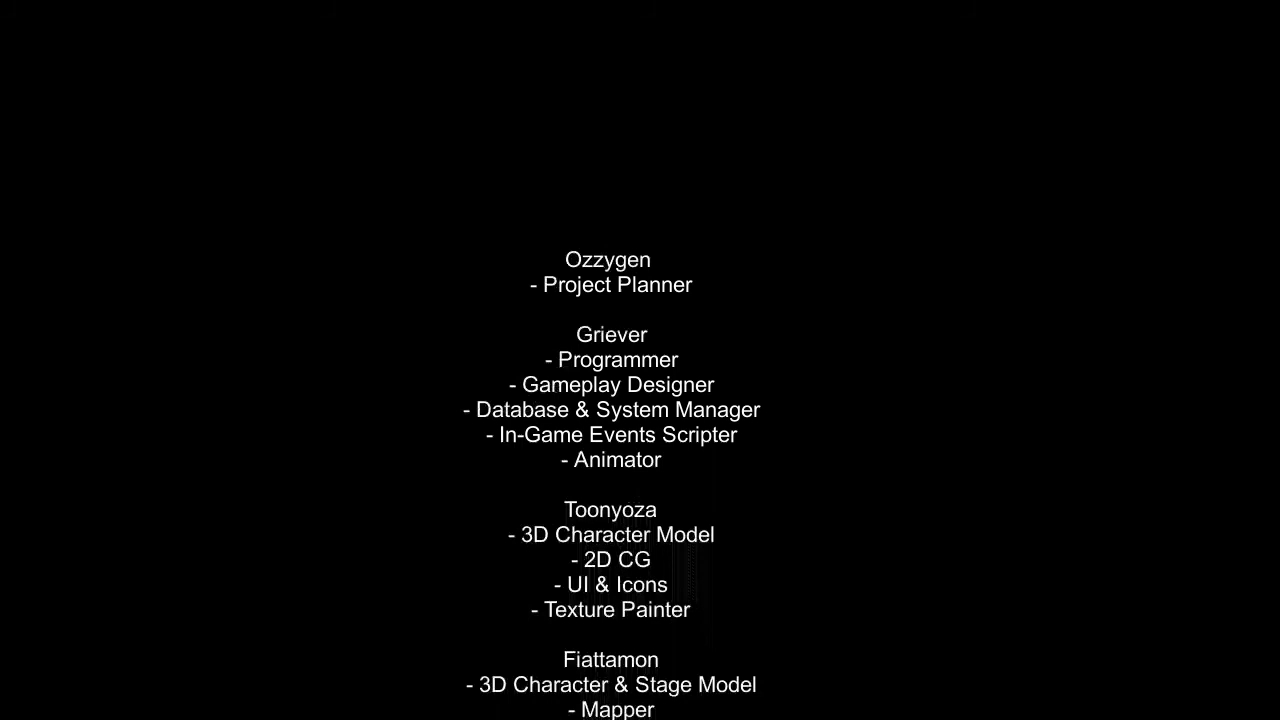 Ozzygen
- Project Planner
Griever
- Programmer
- Gameplay Designer
- Database & System Manager
- In-Game Events Scripter
- Animator
Toonyoza
- 3D Character Model
- 2D CG
- UI & Icons
- Texture Painter
Fiattamon
- 3D Character & Stage Model
- Mapper